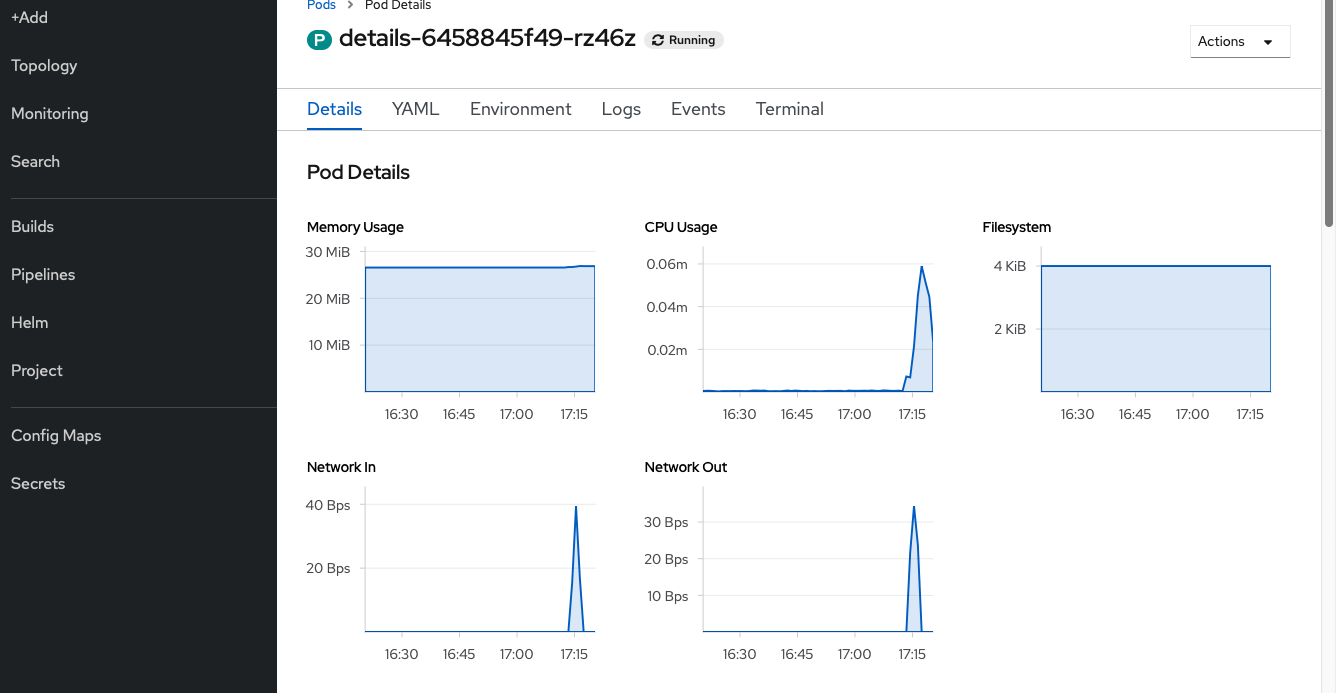 +Add
Topology
Monitoring
Search
Builds
Pipelines
Helm
Project
Config Maps
Secrets
Pods > Pod Details
P details-6458845f49-rz46z Running
Actions
Details YAML Environment Logs Events Terminal
Pod Details
Memory Usage
30 MiB
20 MiB
10 MiB
16:30 16:45 17:00 17:15
CPU Usage
0.06m
0.04m
0.02m
16:30 16:45 17:00 17:15
Filesystem
4 KiB
2 KiB
16:30 16:45 17:00 17:15
Network In
40 Bps
20 Bps
16:30 16:45 17:00 17:15
Network Out
30 Bps
20 Bps
10 Bps
16:30 16:45 17:00 17:15